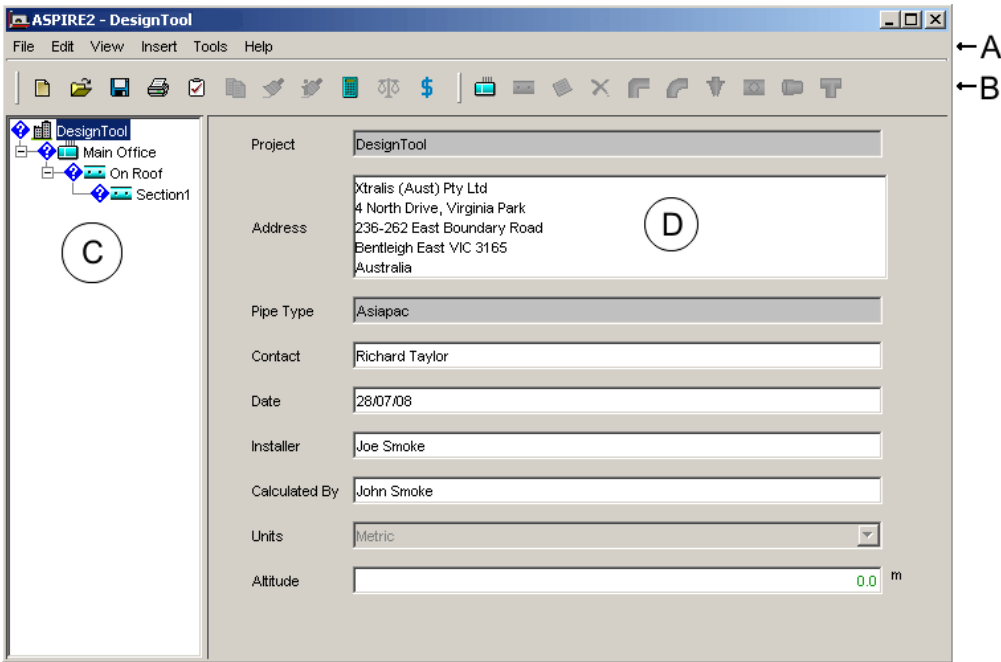 ASPIRE2 - DesignTool
File Edit View Insert Tools Help
←A
←B
$
DesignTool
Main Office
On Roof
Section1
C
Project DesignTool
Address Xtralis (Aust) Pty Ltd
4 North Drive, Virginia Park
236-262 East Boundary Road
Bentleigh East VIC 3165
Australia
D
Pipe Type Asiapac
Contact Richard Taylor
Date 28/07/08
Installer Joe Smoke
Calculated By John Smoke
Units Metric
Altitude 0.0 m